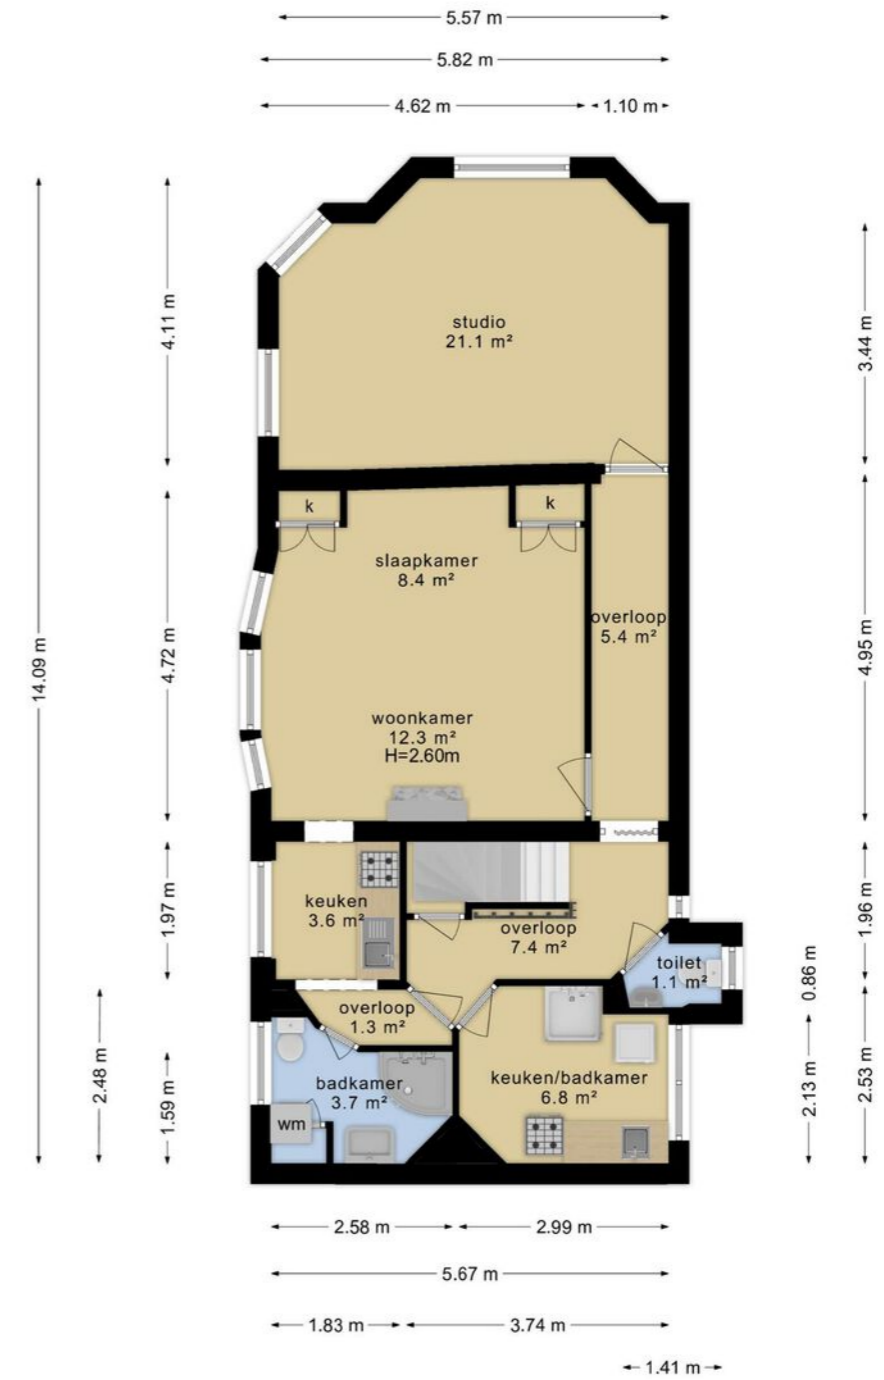 5.57 m
5.82 m
4.62 m
1.10 m
14.09 m
4.11 m
3.44 m
studio
21.1 m²
k
k
slaapkamer
8.4 m²
overloop
5.4 m²
4.72 m
4.95 m
woonkamer
12.3 m²
H=2.60m
keuken
3.6 m²
overloop
7.4 m²
1.97 m
1.96 m
toilet
1.1 m²
0.86 m
overloop
1.3 m²
2.48 m
1.59 m
badkamer
3.7 m²
wm
keuken/badkamer
6.8 m²
2.13 m
2.53 m
2.58 m
2.99 m
5.67 m
1.83 m
3.74 m
1.41 m